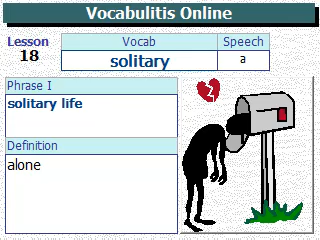 Vocabulitis Online
Lesson Vocab Speech
18 solitary a
Phrase I
solitary life
Definition
alone